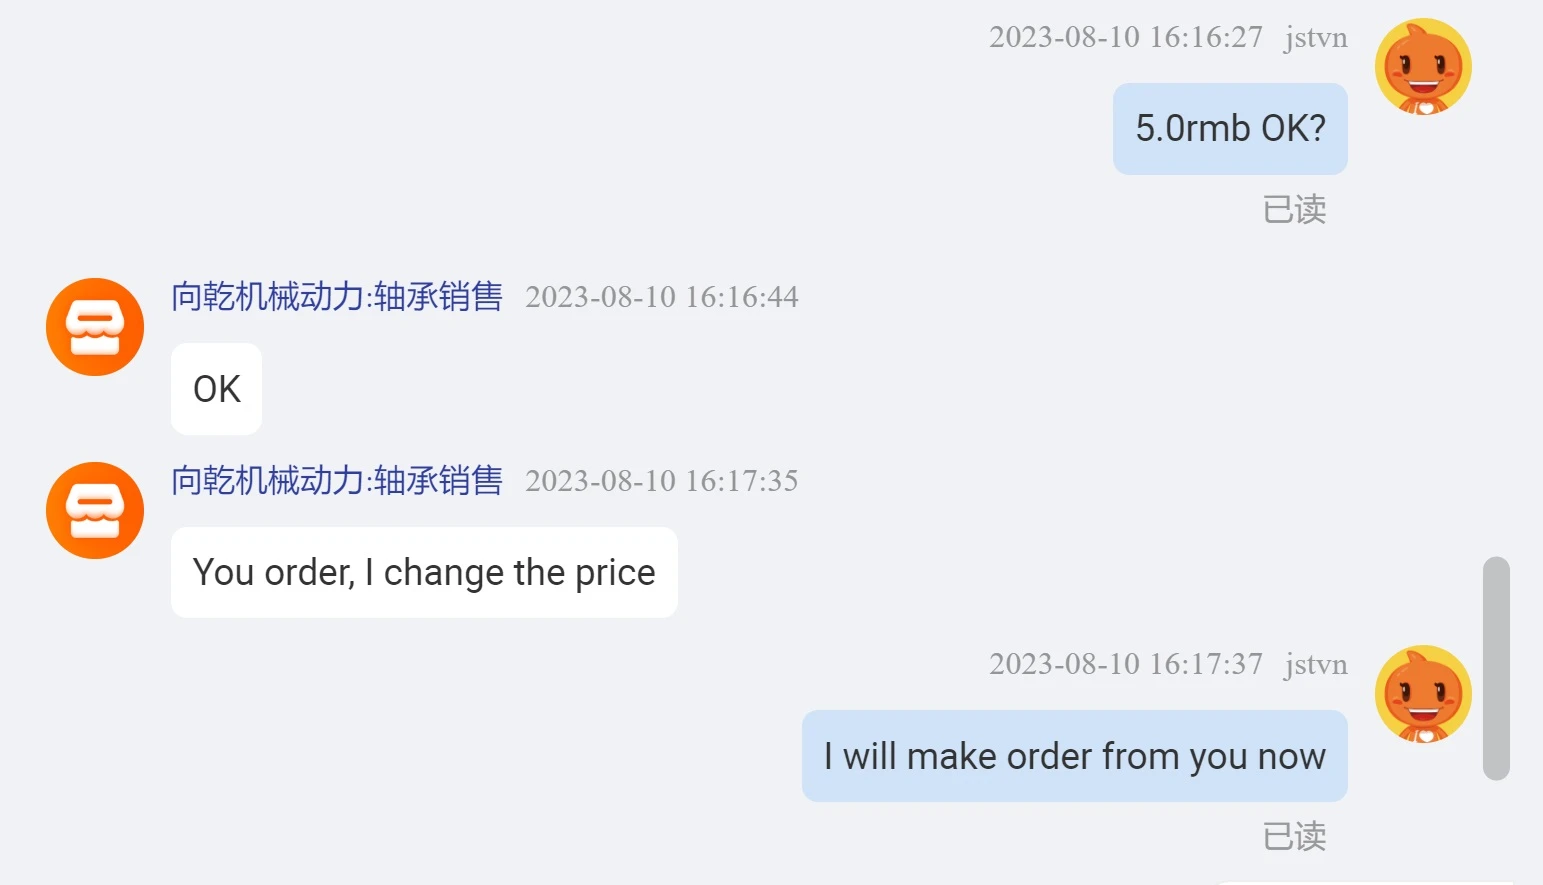 2023-08-10 16:16:27 jstvn
5.0rmb OK?
已读
向乾机械动力:轴承销售 2023-08-10 16:16:44
OK
向乾机械动力:轴承销售 2023-08-10 16:17:35
You order, I change the price
2023-08-10 16:17:37 jstvn
I will make order from you now
已读